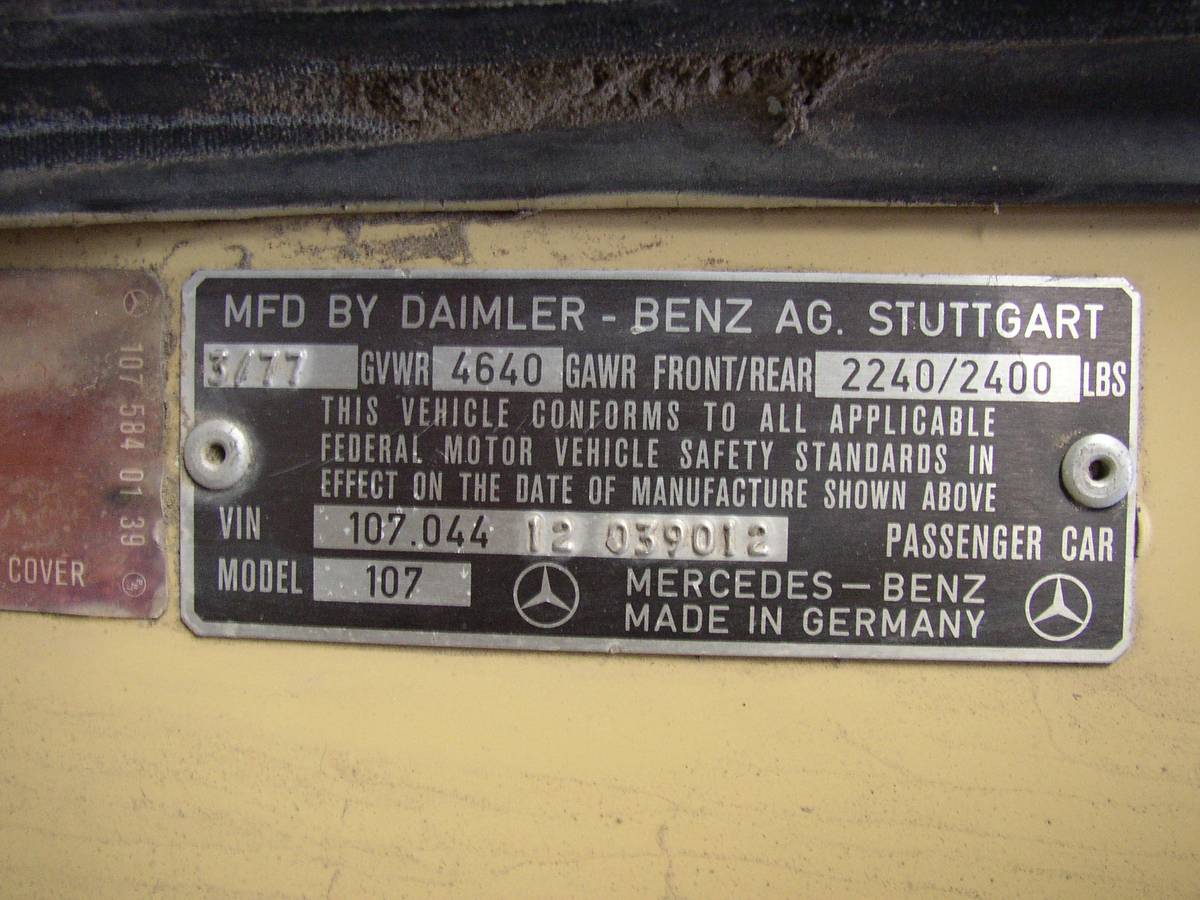 MFD BY DAIMLER - BENZ AG. STUTTGART
3/77 GVWR 4640 GAWR FRONT/REAR 2240/2400 LBS
THIS VEHICLE CONFORMS TO ALL APPLICABLE
FEDERAL MOTOR VEHICLE SAFETY STANDARDS IN
EFFECT ON THE DATE OF MANUFACTURE SHOWN ABOVE
VIN 107.044 12 039012 PASSENGER CAR
MODEL 107 MERCEDES - BENZ
MADE IN GERMANY
107 584 01 39
COVER